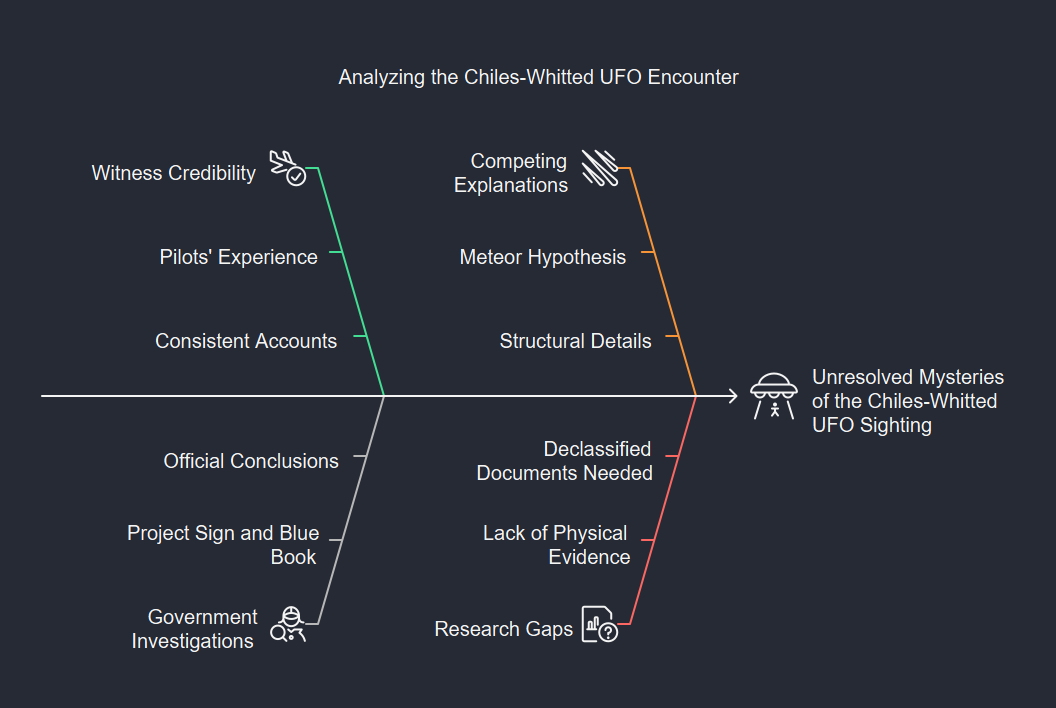 Analyzing the Chiles-Whitted UFO Encounter
Witness Credibility
Pilots' Experience
Consistent Accounts
Competing
Explanations
Meteor Hypothesis
Structural Details
Unresolved Mysteries
of the Chiles-Whitted
UFO Sighting
Official Conclusions
Project Sign and Blue
Book
Government
Investigations
Declassified
Documents Needed
Lack of Physical
Evidence
Research Gaps